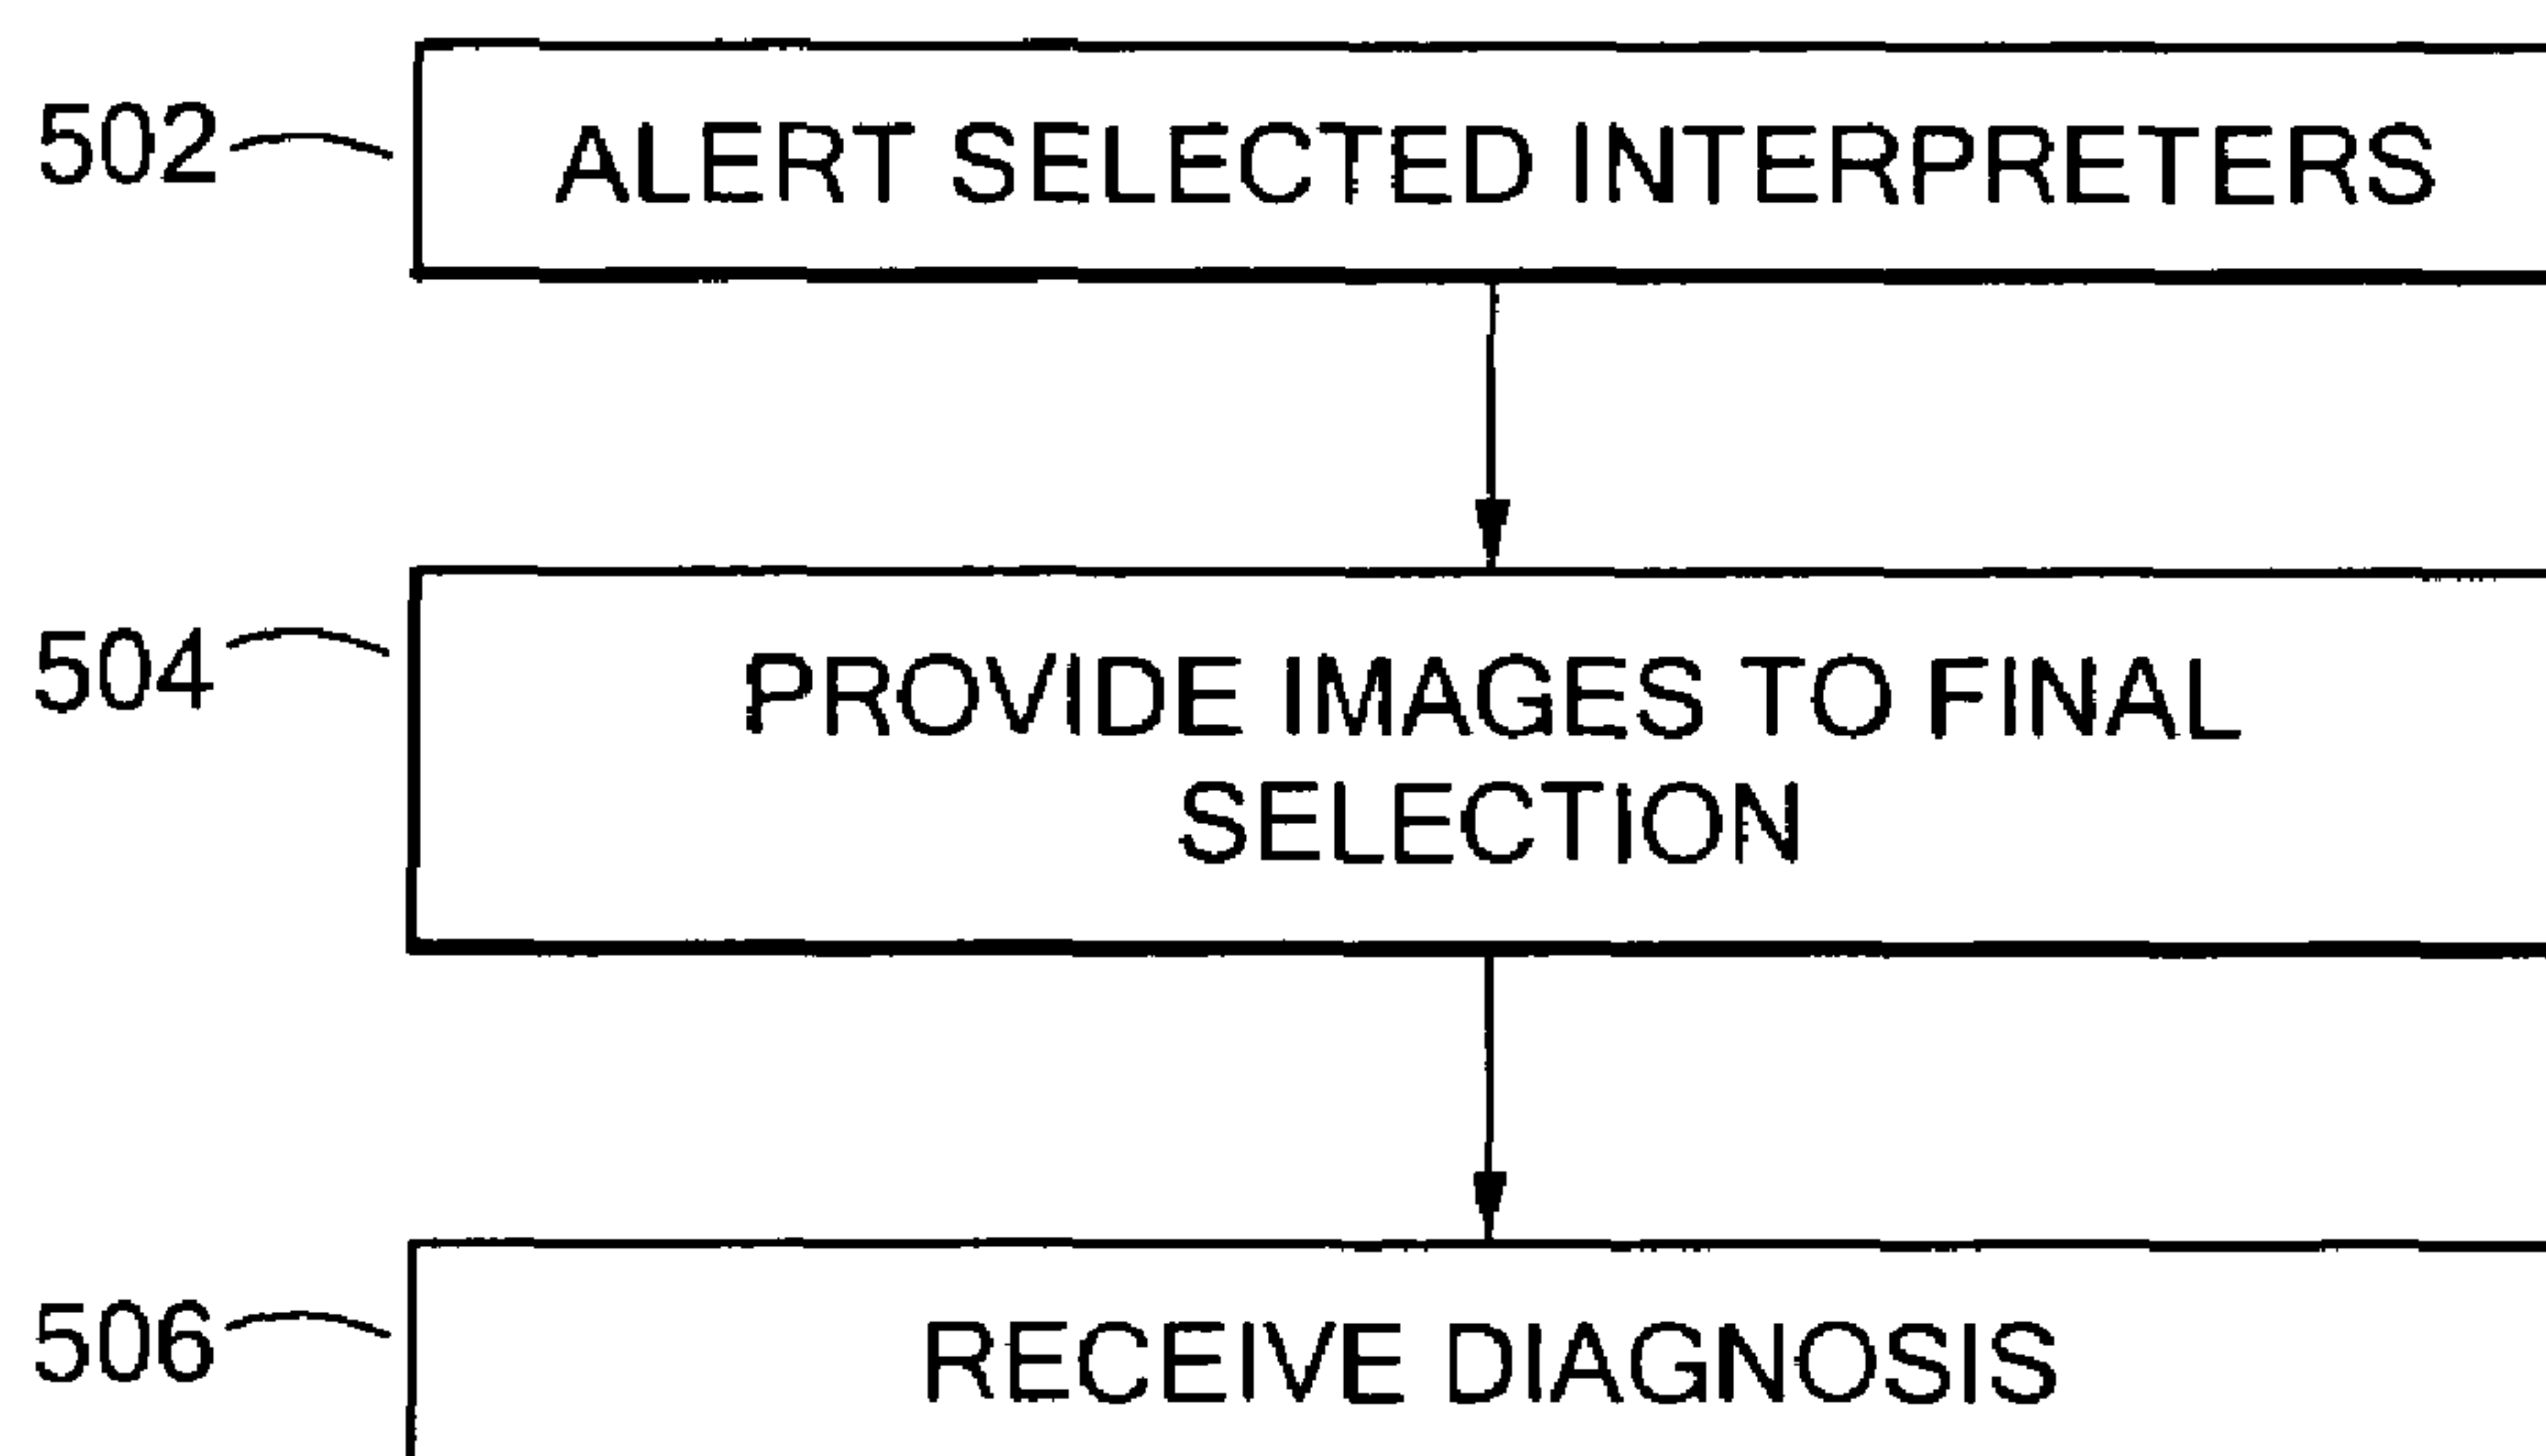 502
ALERT SELECTED INTERPRETERS
504
PROVIDE IMAGES TO FINAL
SELECTION
506
RECEIVE DIAGNOSIS